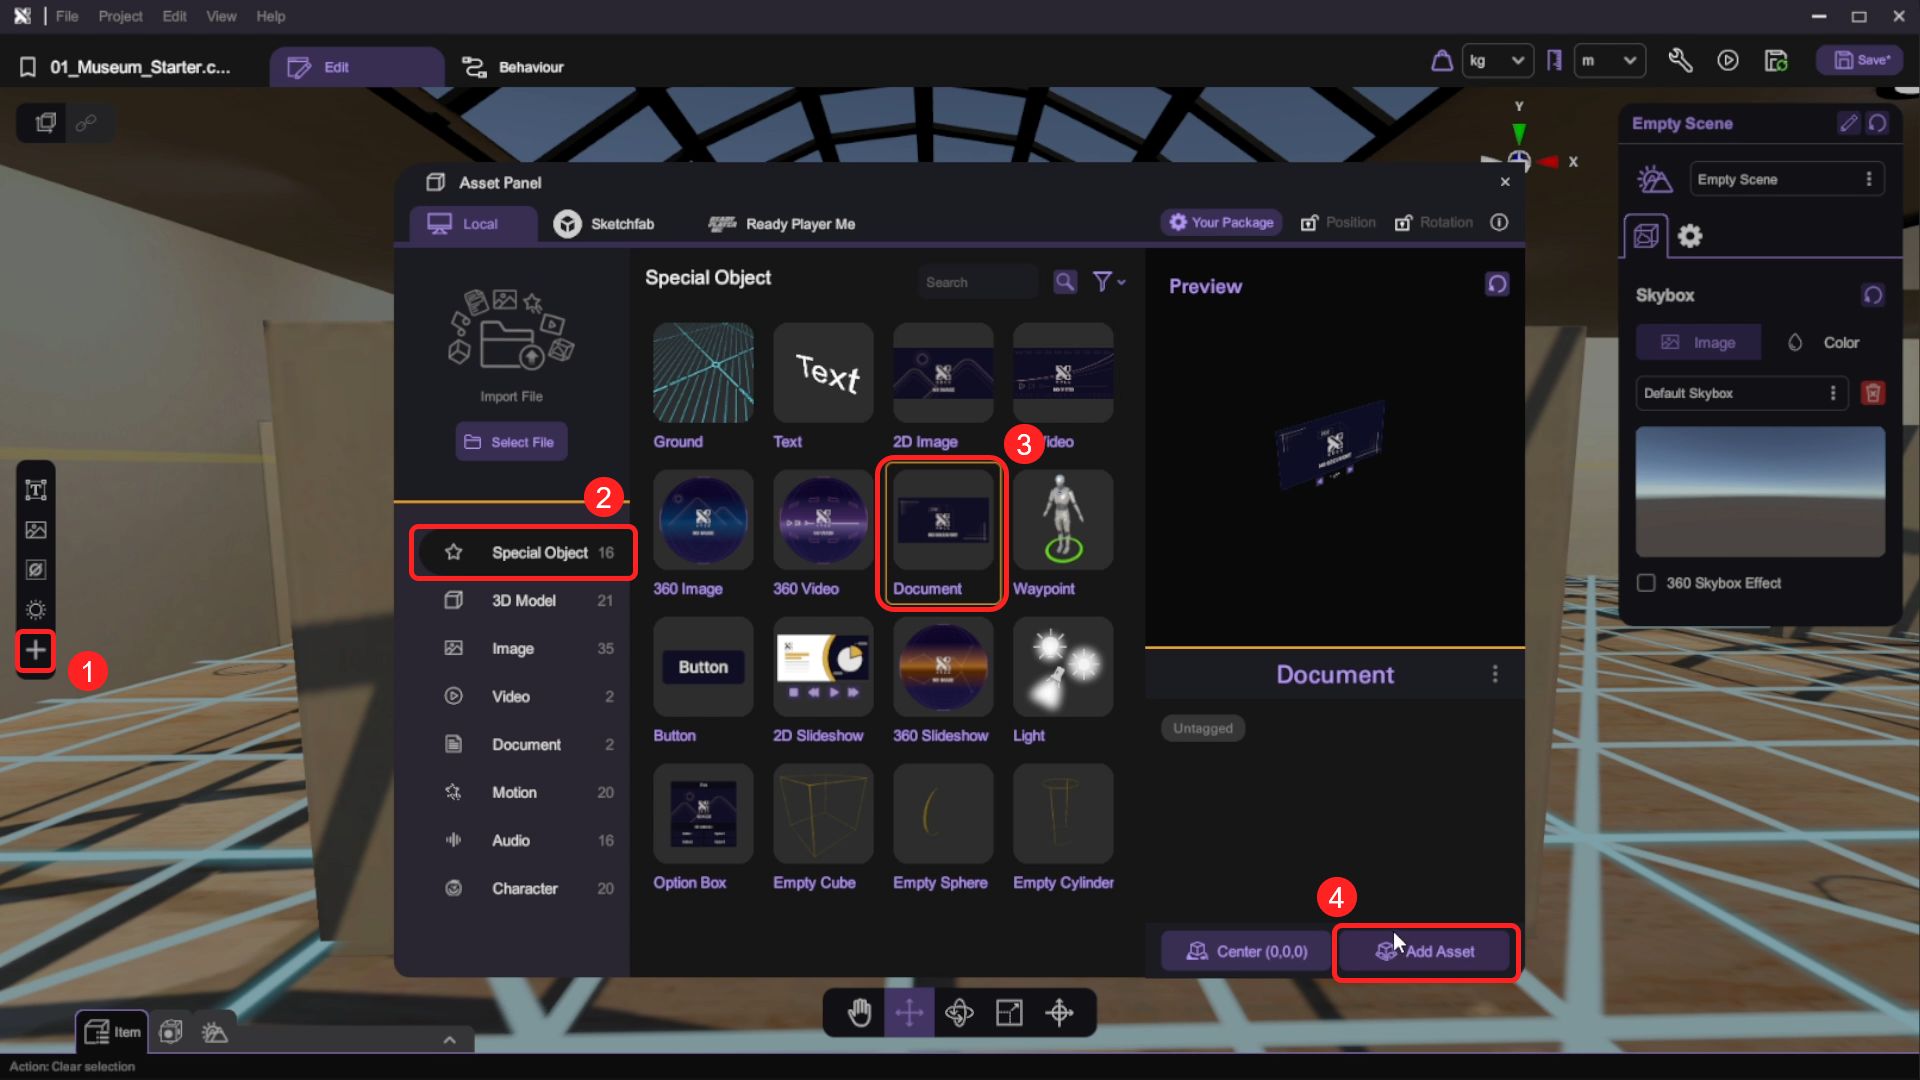 File Project Edit View Help
01_Museum_Starter.c... Edit Behaviour kg m Save*
Y
X
Empty Scene
Empty Scene
Skybox
Image Color
Default Skybox
360 Skybox Effect
Asset Panel
Local Sketchfab READY PLAYER ME Ready Player Me Your Package Position Rotation
Import File
Select File
2
Special Object 16
3D Model 21
Image 35
Video 2
Document 2
Motion 20
Audio 16
Character 20
1
Special Object Search
Text
Ground Text 2D Image 3 ideo
360 Image 360 Video Document Waypoint
Button
Button 2D Slideshow 360 Slideshow Light
Option Box Empty Cube Empty Sphere Empty Cylinder
Preview
Document
Untagged
4
Center (0,0,0) Add Asset
Item
Action: Clear selection